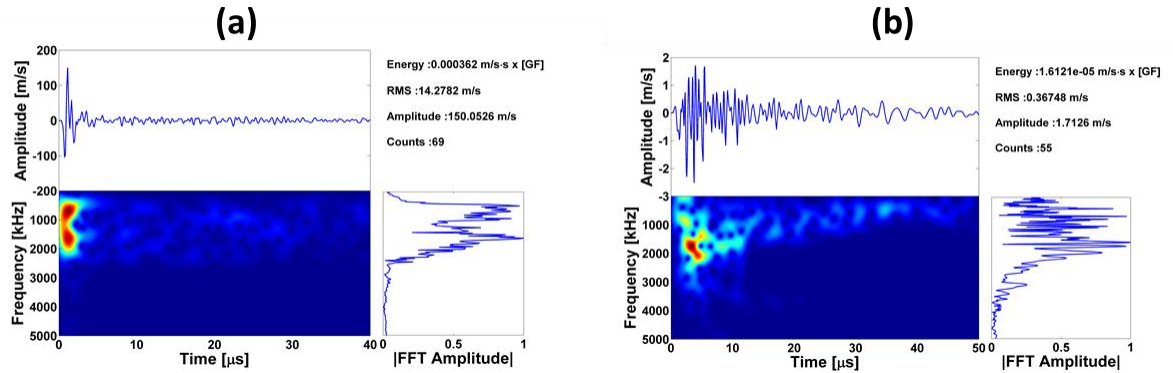 (a)
(b)
200
100
0
-100
-200
Amplitude [m/s]
Energy :0.000362 m/s·s x [GF]
RMS :14.2782 m/s
Amplitude :150.0526 m/s
Counts :69
1000
2000
3000
4000
5000
Frequency [kHz]
0 10 20 30 40
Time [μs]
0 0.5 1
|FFT Amplitude|
2
1
0
-1
-2
-3
Amplitude [m/s]
Energy :1.6121e-05 m/s·s x [GF]
RMS :0.36748 m/s
Amplitude :1.7126 m/s
Counts :55
1000
2000
3000
4000
5000
Frequency [kHz]
0 10 20 30 40 50
Time [μs]
0 0.5 1
|FFT Amplitude|